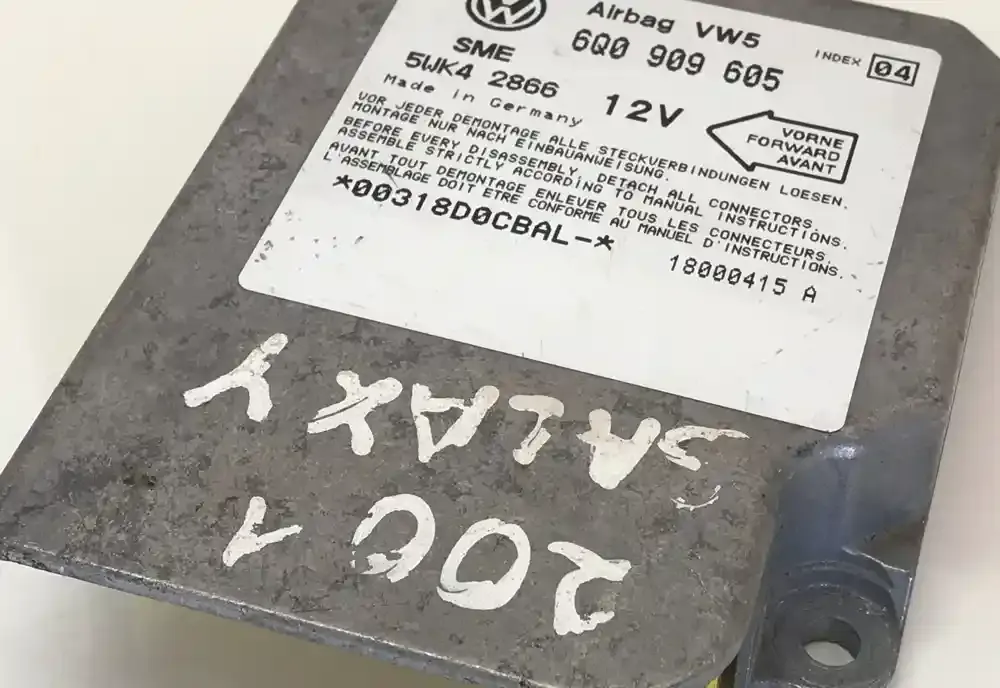 VW
Airbag VW5
6Q0 909 605
INDEX 04
SME
5WK4 2866
Made in Germany
12V
VORNE
FORWARD
AVANT
VOR JEDER DEMONTAGE ALLE STECKVERBINDUNGEN LOESEN.
MONTAGE NUR NACH EINBAUANWEISUNG.
BEFORE EVERY DISASSEMBLY, DETACH ALL CONNECTORS
ASSEMBLE STRICTLY ACCORDING TO MANUAL INSTRUCTIONS.
AVANT TOUT DEMONTAGE ENLEVER TOUS LES CONNECTEURS.
L'ASSEMBLAGE DOIT ETRE CONFORME AU MANUEL D'INSTRUCTIONS.
*00318D0CBAL-*
18000415 A
GALAXY
2001